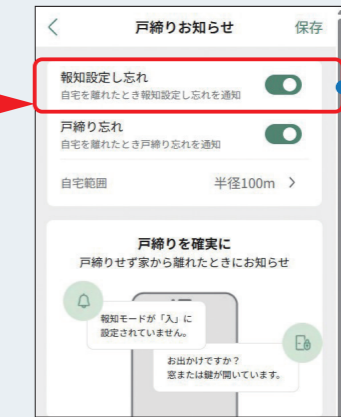 戸締りお知らせ 保存
報知設定し忘れ
自宅を離れたとき報知設定し忘れを通知
戸締り忘れ
自宅を離れたとき戸締り忘れを通知
自宅範囲 半径100m
戸締りを確実に
戸締りせず家から離れたときにお知らせ
報知モードが「入」に
設定されていません。
お出かけですか？
窓または鍵が開いています。